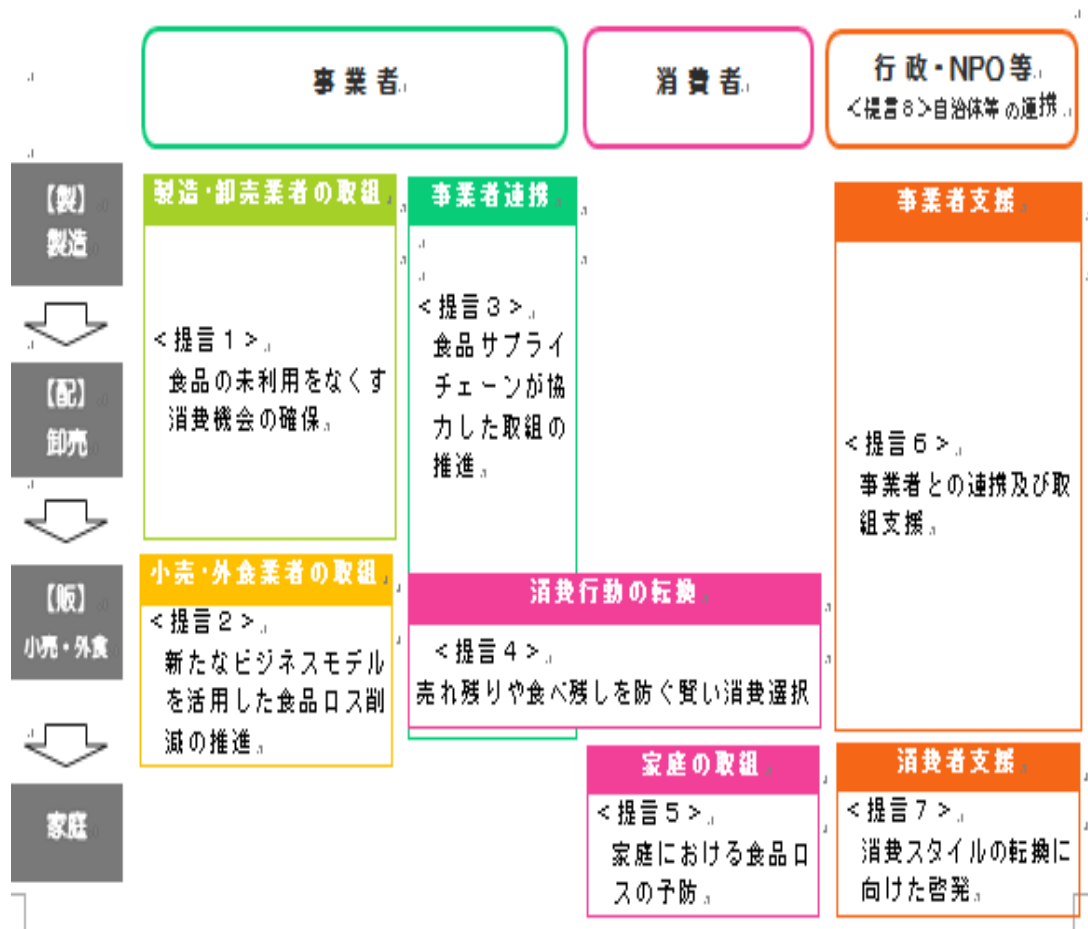 事業者
消費者
行政・NPO等
＜提言８＞自治体等の連携
【製】
製造
【配】
卸売
【販】
小売・外食
家庭
製造・卸売業者の取組
＜提言１＞
食品の未利用をなくす
消費機会の確保
小売・外食業者の取組
＜提言２＞
新たなビジネスモデル
を活用した食品ロス削
減の推進
事業者連携
＜提言３＞
食品サプライ
チェーンが協
力した取組の
推進
消費行動の転換
＜提言４＞
売れ残りや食べ残しを防ぐ賢い消費選択
家庭の取組
＜提言５＞
家庭における食品ロ
スの予防
事業者支援
＜提言６＞
事業者との連携及び取
組支援
消費者支援
＜提言７＞
消費スタイルの転換に
向けた啓発